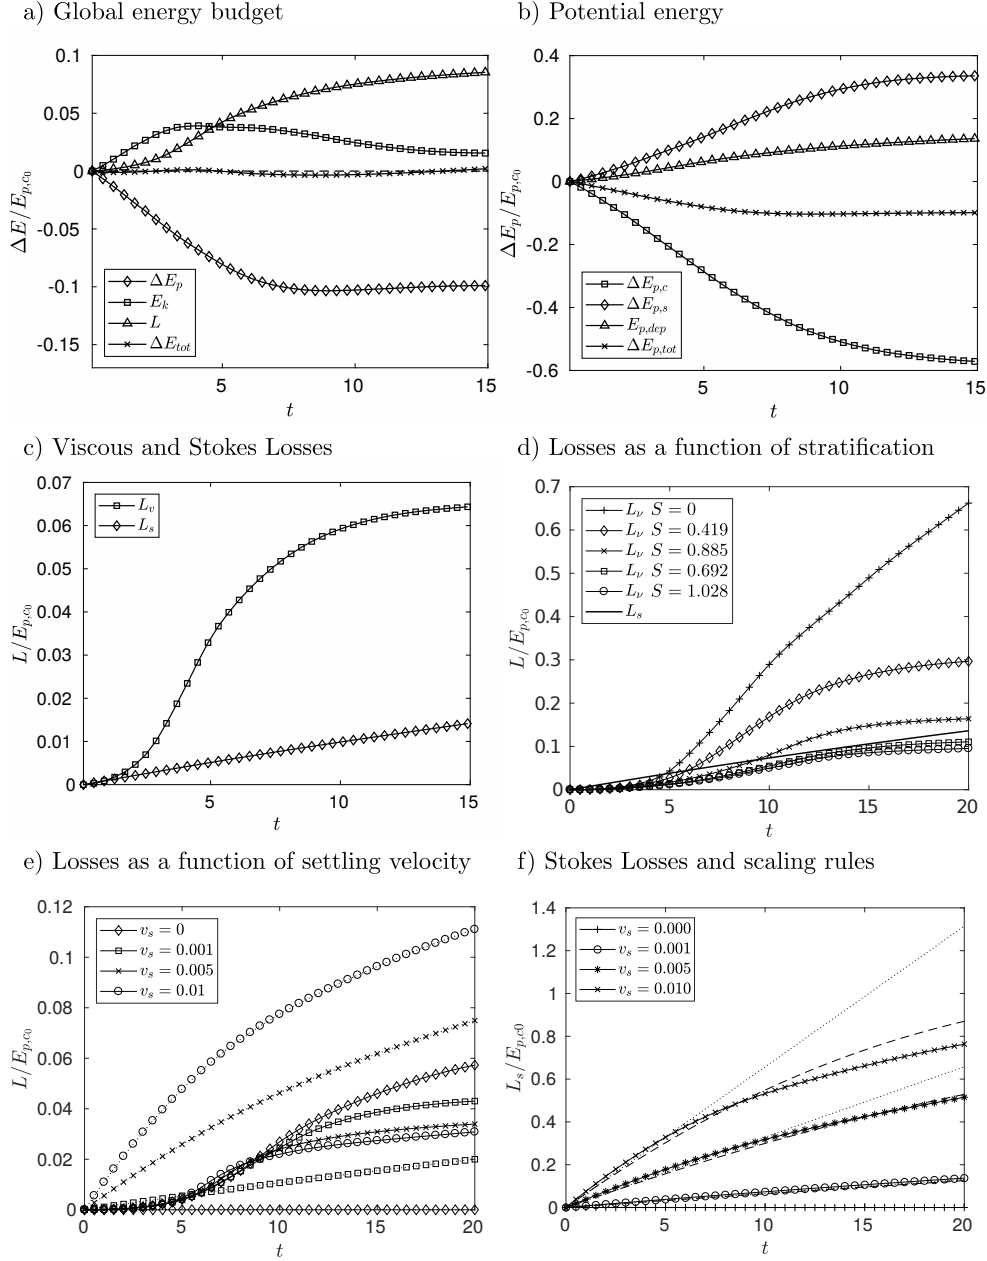 a) Global energy budget
0.1
0.05
0
-0.05
-0.1
-0.15
ΔE/E_{p,c_0}
ΔE_p
E_k
L
ΔE_{tot}
5
10
15
t
b) Potential energy
0.4
0.2
0
-0.2
-0.4
-0.6
ΔE_p/E_{p,c_0}
ΔE_{p,c}
ΔE_{p,s}
E_{p,dep}
ΔE_{p,tot}
5
10
15
t
c) Viscous and Stokes Losses
0.07
0.06
0.05
0.04
0.03
0.02
0.01
0
L/E_{p,c_0}
L_v
L_s
5
10
15
t
d) Losses as a function of stratification
0.7
0.6
0.5
0.4
0.3
0.2
0.1
0
L/E_{p,c_0}
L_ν S = 0
L_ν S = 0.419
L_ν S = 0.885
L_ν S = 0.692
L_ν S = 1.028
L_s
0
5
10
15
20
t
e) Losses as a function of settling velocity
0.12
0.1
0.08
0.06
0.04
0.02
0
L/E_{p,c_0}
v_s = 0
v_s = 0.001
v_s = 0.005
v_s = 0.01
0
5
10
15
20
t
f) Stokes Losses and scaling rules
1.4
1.2
1
0.8
0.6
0.4
0.2
0
L_s/E_{p,c0}
v_s = 0.000
v_s = 0.001
v_s = 0.005
v_s = 0.010
0
5
10
15
20
t